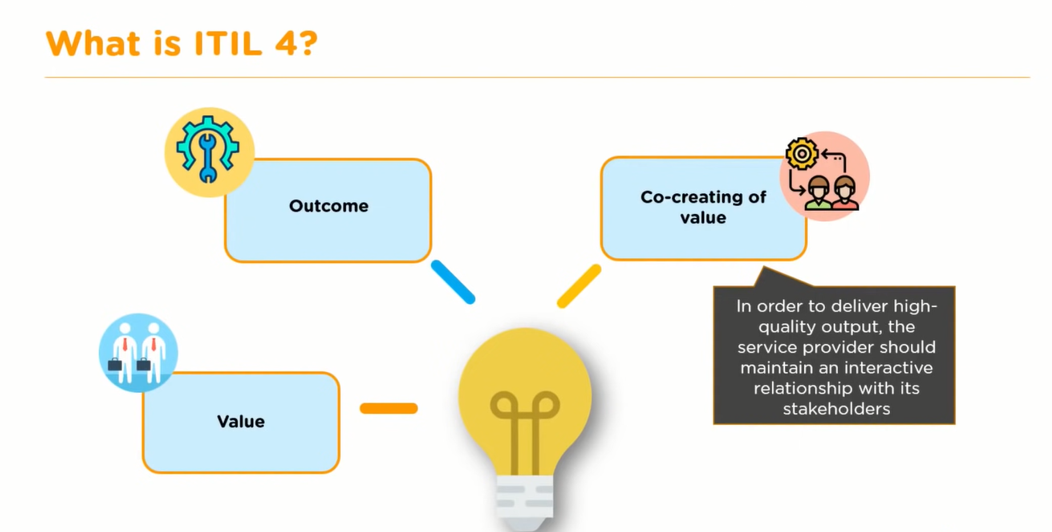 What is ITIL 4?
Outcome
Co-creating of
value
In order to deliver high-
quality output, the
service provider should
maintain an interactive
relationship with its
stakeholders
Value